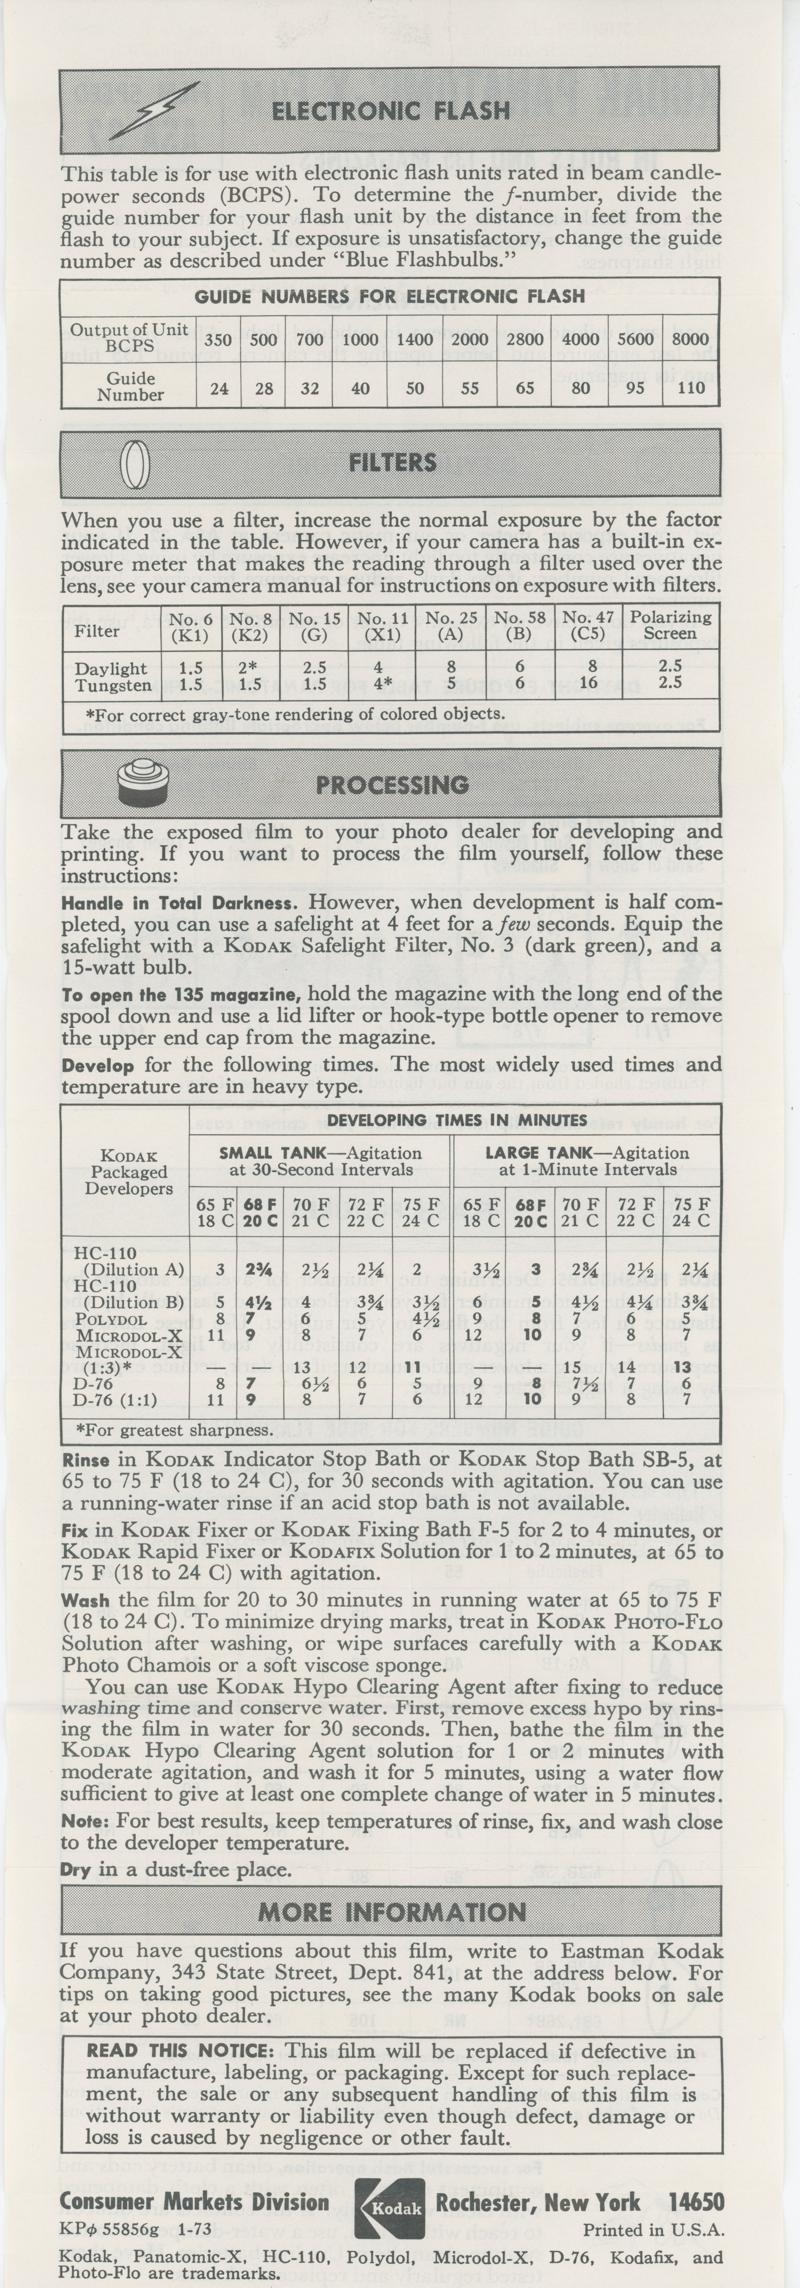 ELECTRONIC FLASH
This table is for use with electronic flash units rated in beam candle-
power seconds (BCPS). To determine the f-number, divide the
guide number for your flash unit by the distance in feet from the
flash to your subject. If exposure is unsatisfactory, change the guide
number as described under “Blue Flashbulbs.”
GUIDE NUMBERS FOR ELECTRONIC FLASH
Output of Unit BCPS 350 500 700 1000 1400 2000 2800 4000 5600 8000
Guide Number 24 28 32 40 50 55 65 80 95 110
FILTERS
When you use a filter, increase the normal exposure by the factor
indicated in the table. However, if your camera has a built-in ex-
posure meter that makes the reading through a filter used over the
lens, see your camera manual for instructions on exposure with filters.
Filter No. 6 (K1) No. 8 (K2) No. 15 (G) No. 11 (X1) No. 25 (A) No. 58 (B) No. 47 (C5) Polarizing Screen
Daylight 1.5 2* 2.5 4 8 6 8 2.5
Tungsten 1.5 1.5 1.5 4* 5 6 16 2.5
*For correct gray-tone rendering of colored objects.
PROCESSING
Take the exposed film to your photo dealer for developing and
printing. If you want to process the film yourself, follow these
instructions:
Handle in Total Darkness. However, when development is half com-
pleted, you can use a safelight at 4 feet for a few seconds. Equip the
safelight with a KODAK Safelight Filter, No. 3 (dark green), and a
15-watt bulb.
To open the 135 magazine, hold the magazine with the long end of the
spool down and use a lid lifter or hook-type bottle opener to remove
the upper end cap from the magazine.
Develop for the following times. The most widely used times and
temperature are in heavy type.
KODAK Packaged Developers
DEVELOPING TIMES IN MINUTES
SMALL TANK—Agitation at 30-Second Intervals
LARGE TANK—Agitation at 1-Minute Intervals
65 F 68 F 70 F 72 F 75 F 65 F 68 F 70 F 72 F 75 F
18 C 20 C 21 C 22 C 24 C 18 C 20 C 21 C 22 C 24 C
HC-110
(Dilution A) 3 2¾ 2½ 2¼ 2 3½ 3 2¾ 2½ 2¼
HC-110
(Dilution B) 5 4½ 4 3¾ 3½ 6 5 4½ 4¼ 3¾
POLYDOL 8 7 6 5 4½ 9 8 7 6 5
MICRODOL-X 11 9 8 7 6 12 10 9 8 7
MICRODOL-X
(1:3)* — — 13 12 11 — — 15 14 13
D-76 8 7 6½ 6 5 9 8 7½ 7 6
D-76 (1:1) 11 9 8 7 6 12 10 9 8 7
*For greatest sharpness.
Rinse in KODAK Indicator Stop Bath or KODAK Stop Bath SB-5, at
65 to 75 F (18 to 24 C), for 30 seconds with agitation. You can use
a running-water rinse if an acid stop bath is not available.
Fix in KODAK Fixer or KODAK Fixing Bath F-5 for 2 to 4 minutes, or
KODAK Rapid Fixer or KODAFIX Solution for 1 to 2 minutes, at 65 to
75 F (18 to 24 C) with agitation.
Wash the film for 20 to 30 minutes in running water at 65 to 75 F
(18 to 24 C). To minimize drying marks, treat in KODAK PHOTO-FLO
Solution after washing, or wipe surfaces carefully with a KODAK
Photo Chamois or a soft viscose sponge.
You can use KODAK Hypo Clearing Agent after fixing to reduce
washing time and conserve water. First, remove excess hypo by rins-
ing the film in water for 30 seconds. Then, bathe the film in the
KODAK Hypo Clearing Agent solution for 1 or 2 minutes with
moderate agitation, and wash it for 5 minutes, using a water flow
sufficient to give at least one complete change of water in 5 minutes.
Note: For best results, keep temperatures of rinse, fix, and wash close
to the developer temperature.
Dry in a dust-free place.
MORE INFORMATION
If you have questions about this film, write to Eastman Kodak
Company, 343 State Street, Dept. 841, at the address below. For
tips on taking good pictures, see the many Kodak books on sale
at your photo dealer.
READ THIS NOTICE: This film will be replaced if defective in
manufacture, labeling, or packaging. Except for such replace-
ment, the sale or any subsequent handling of this film is
without warranty or liability even though defect, damage or
loss is caused by negligence or other fault.
Consumer Markets Division Kodak Rochester, New York 14650
KPφ 55856g 1-73 Printed in U.S.A.
Kodak, Panatomic-X, HC-110, Polydol, Microdol-X, D-76, Kodafix, and
Photo-Flo are trademarks.